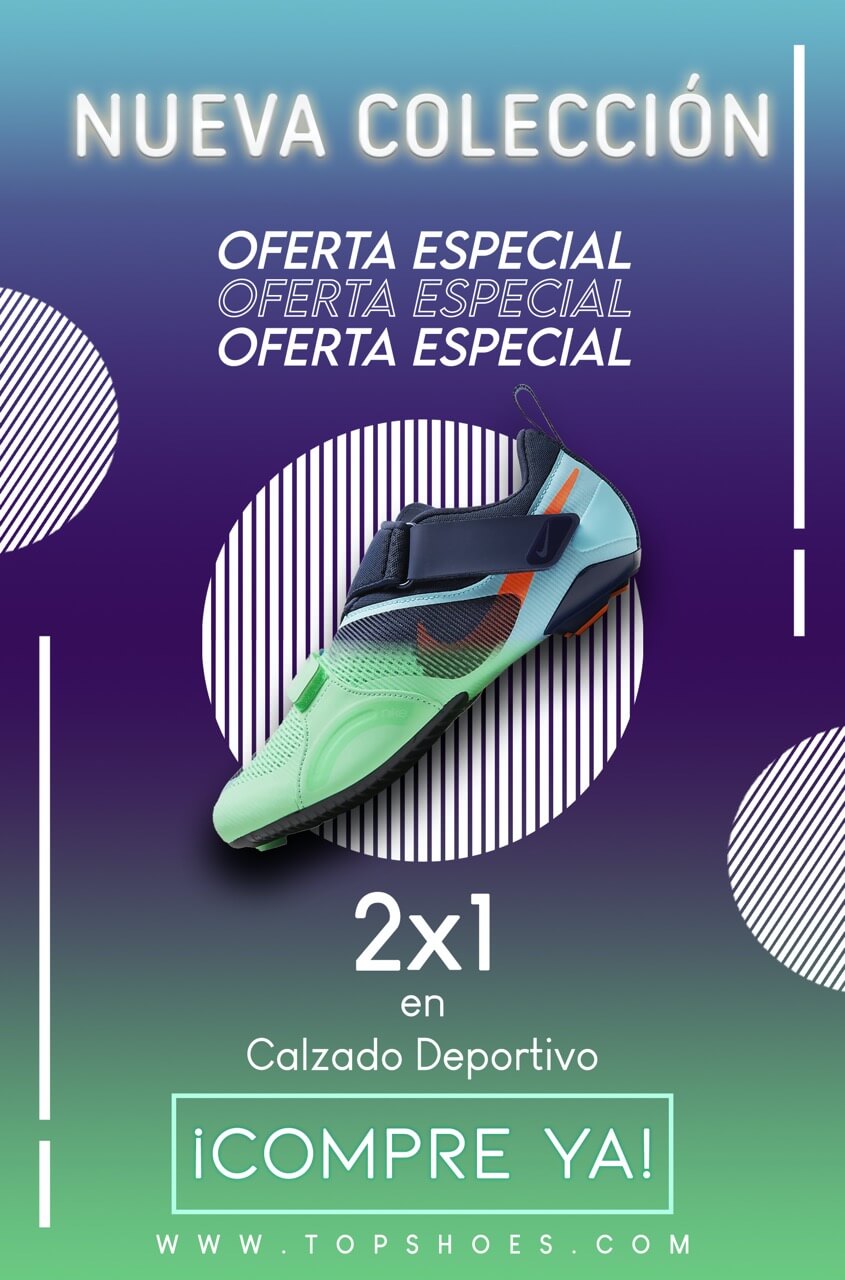 NUEVA COLECCIÓN
OFERTA ESPECIAL
OFERTA ESPECIAL
OFERTA ESPECIAL
2x1
en
Calzado Deportivo
¡COMPRE YA!
WWW.TOPSHOES.COM